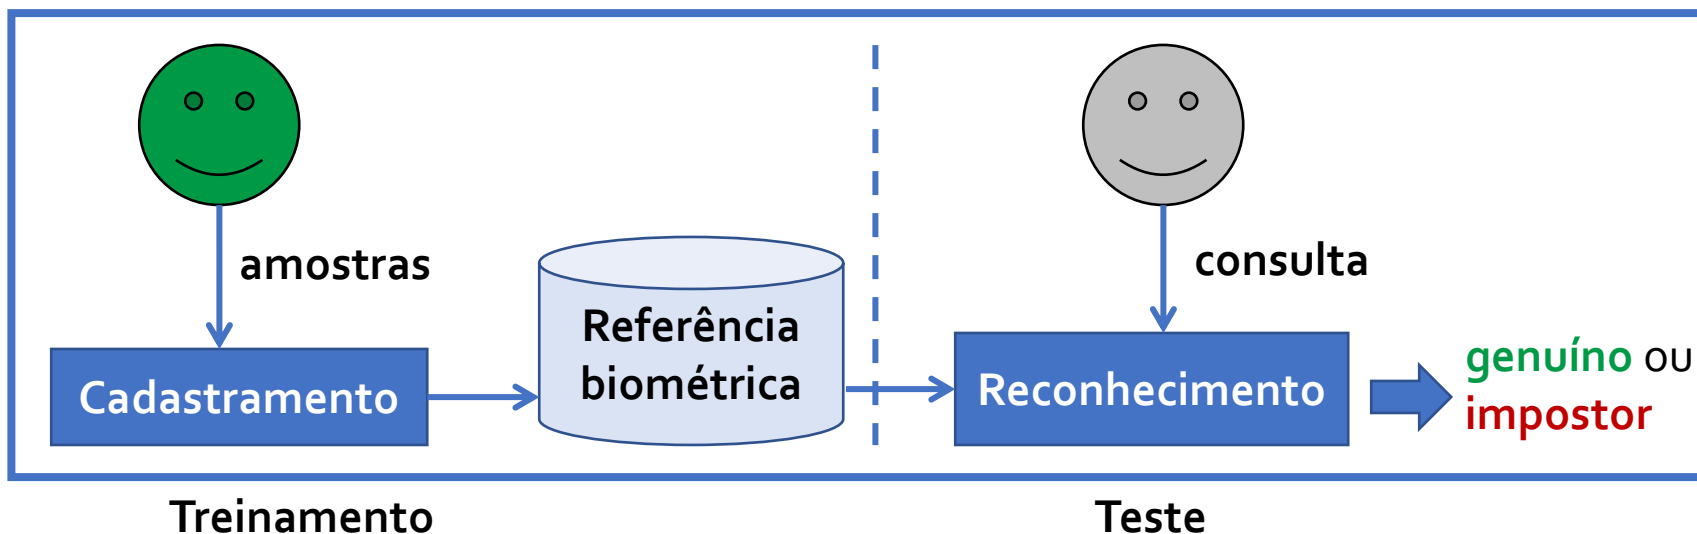 amostras
Cadastramento
Referência
biométrica
consulta
Reconhecimento
genuíno ou
impostor
Treinamento
Teste